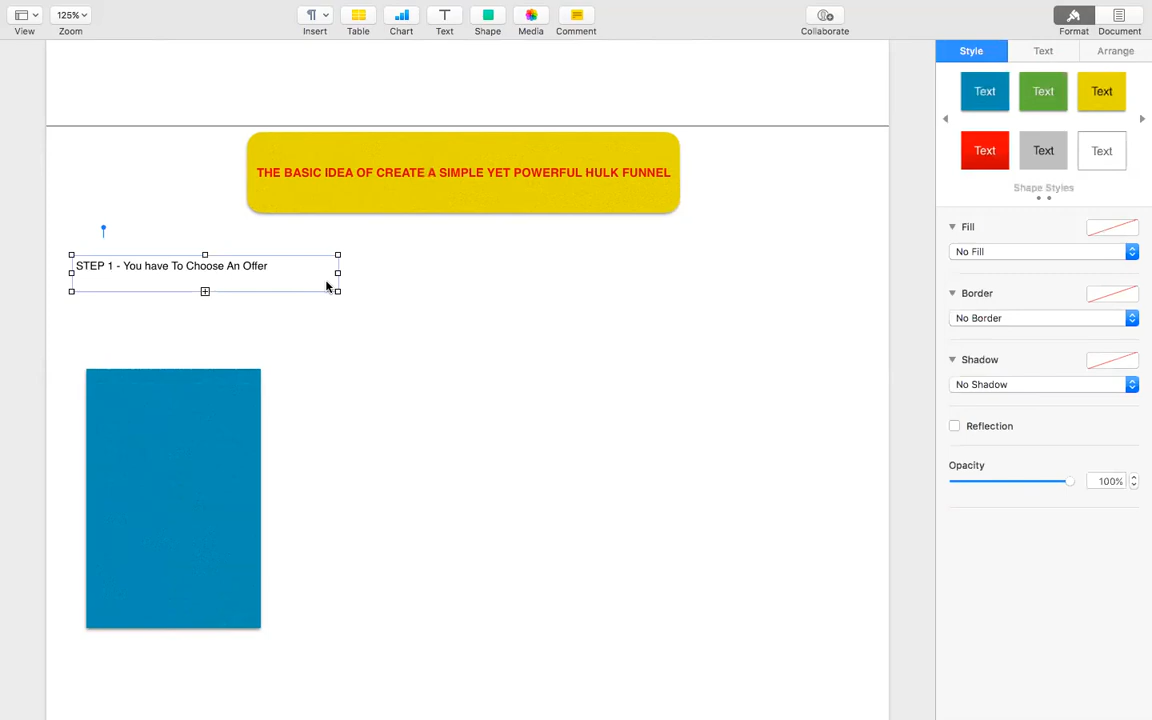 125%
View
Zoom
Insert
Table
Chart
Text
Shape
Media
Comment
Collaborate
Format
Document
Style
Text
Arrange
Text
Text
Text
Text
Text
Text
Shape Styles
THE BASIC IDEA OF CREATE A SIMPLE YET POWERFUL HULK FUNNEL
STEP 1 - You have To Choose An Offer
Fill
No Fill
Border
No Border
Shadow
No Shadow
Reflection
Opacity
100%